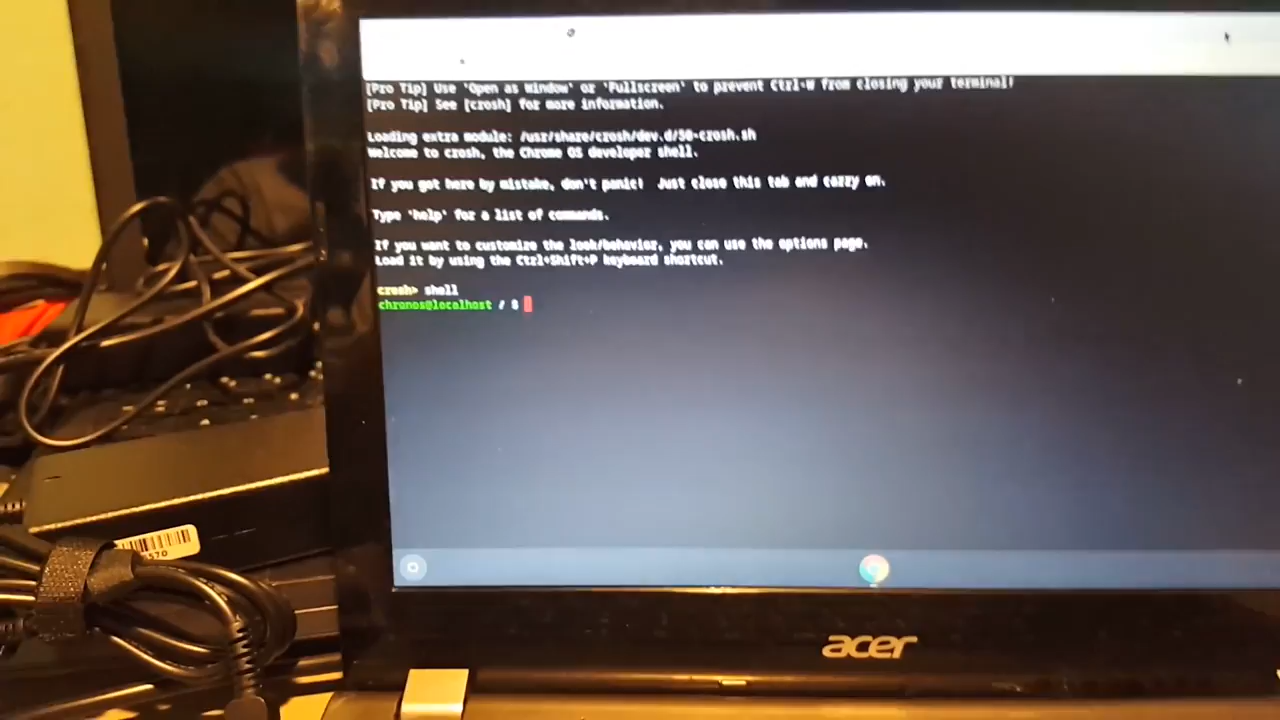 [Pro Tip] Use 'Open as Window' or 'Fullscreen' to prevent Ctrl+W from closing your terminal!
[Pro Tip] See [crosh] for more information.
Loading extra module: /usr/share/crosh/dev.d/50-crosh.sh
Welcome to crosh, the Chrome OS developer shell.
If you got here by mistake, don't panic! Just close this tab and carry on.
Type 'help' for a list of commands.
If you want to customize the look/behavior, you can use the options page.
Load it by using the Ctrl+Shift+P keyboard shortcut.
crosh> shell
chronos@localhost / $
acer